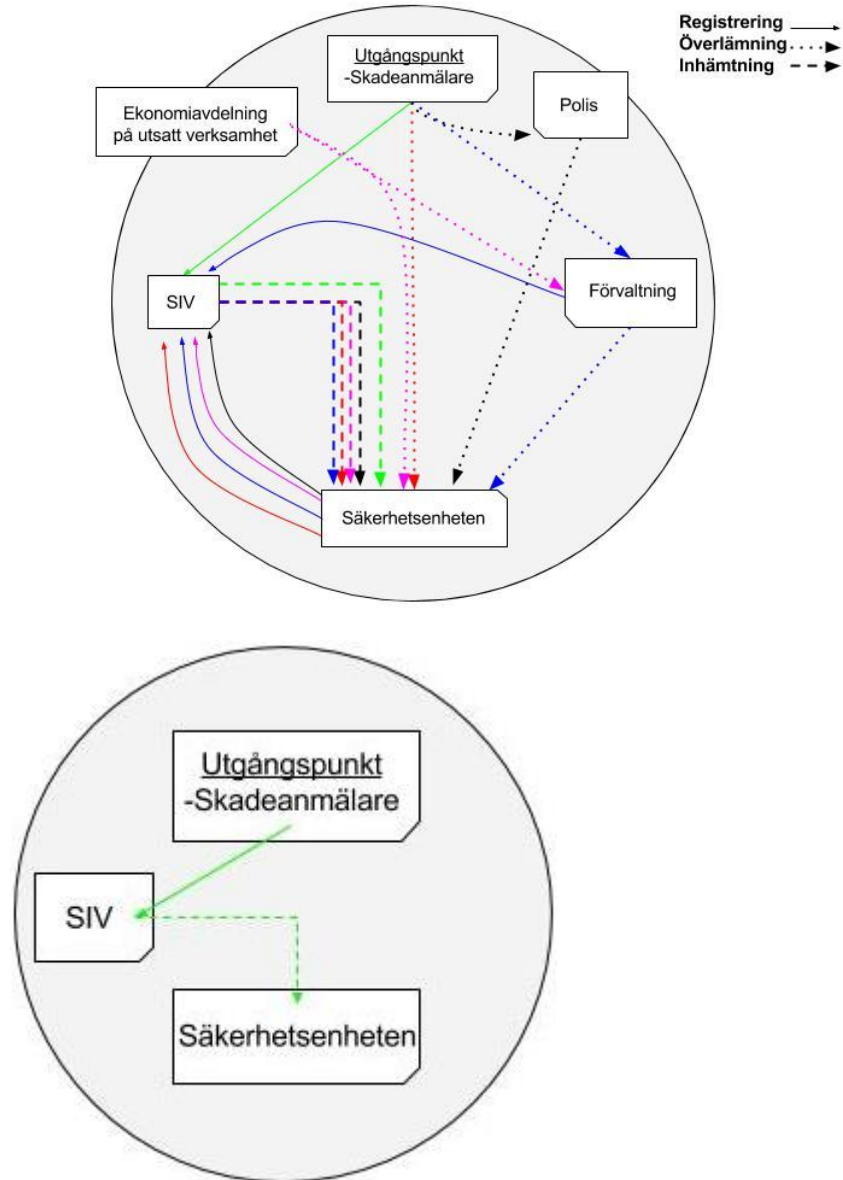 Registrering
Överlämning
Inhämtning
Utgångspunkt
-Skadeanmälare
Polis
Ekonomiavdelning
på utsatt verksamhet
Förvaltning
SIV
Säkerhetsenheten
Utgångspunkt
-Skadeanmälare
SIV
Säkerhetsenheten